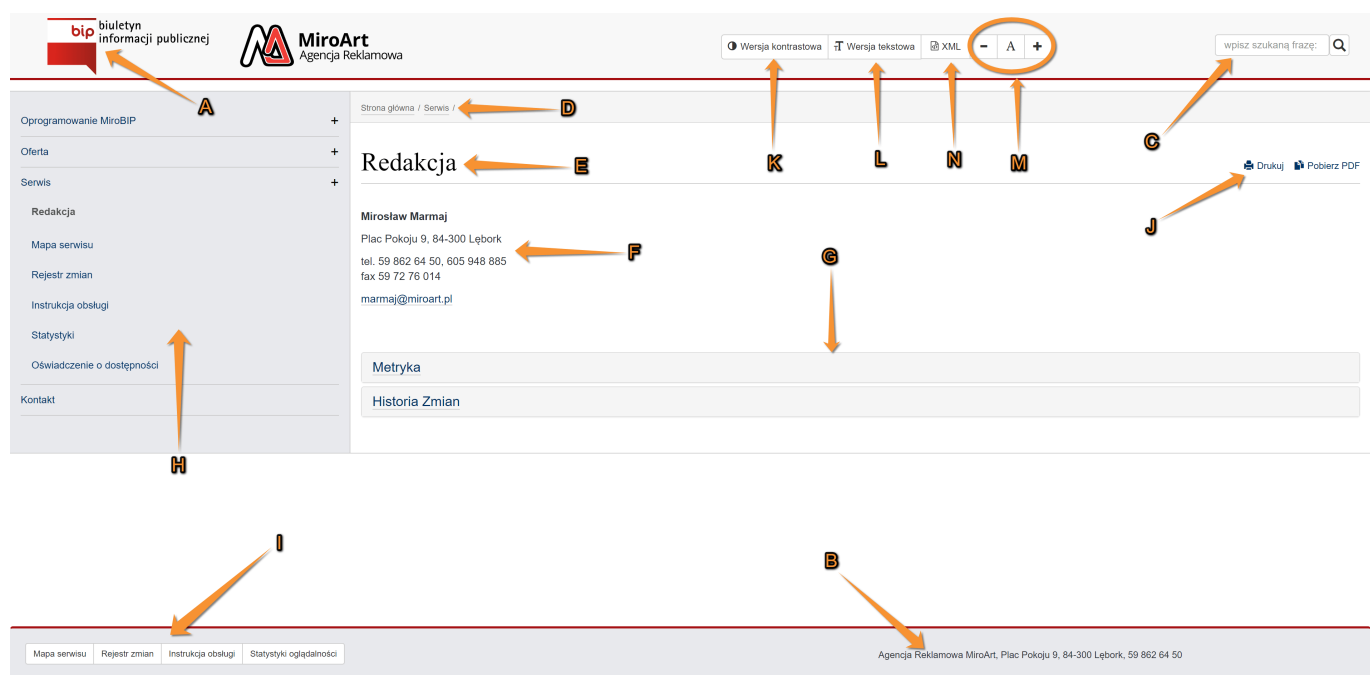 bip biuletyn
informacji publicznej
MiroArt
Agencja Reklamowa
Wersja kontrastowa T Wersja tekstowa XML - A +
wpisz szukaną frazę:
A
Strona główna / Serwis /
D
Oprogramowanie MiroBIP +
Oferta +
Serwis +
Redakcja
Mapa serwisu
Rejestr zmian
Instrukcja obsługi
Statystyki
Oświadczenie o dostępności
Kontakt
H
K
L
N
M
C
Redakcja
E
Drukuj Pobierz PDF
J
Mirosław Marmaj
Plac Pokoju 9, 84-300 Lębork
tel. 59 862 64 50, 605 948 885
fax 59 72 76 014
marmaj@miroart.pl
F
G
Metryka
Historia Zmian
I
B
Mapa serwisu Rejestr zmian Instrukcja obsługi Statystyki oglądalności
Agencja Reklamowa MiroArt, Plac Pokoju 9, 84-300 Lębork, 59 862 64 50